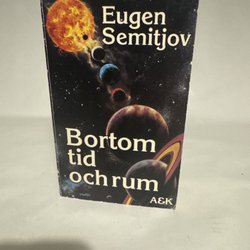 Eugen
Semitjov
Bortom
tid
och rum
A&K